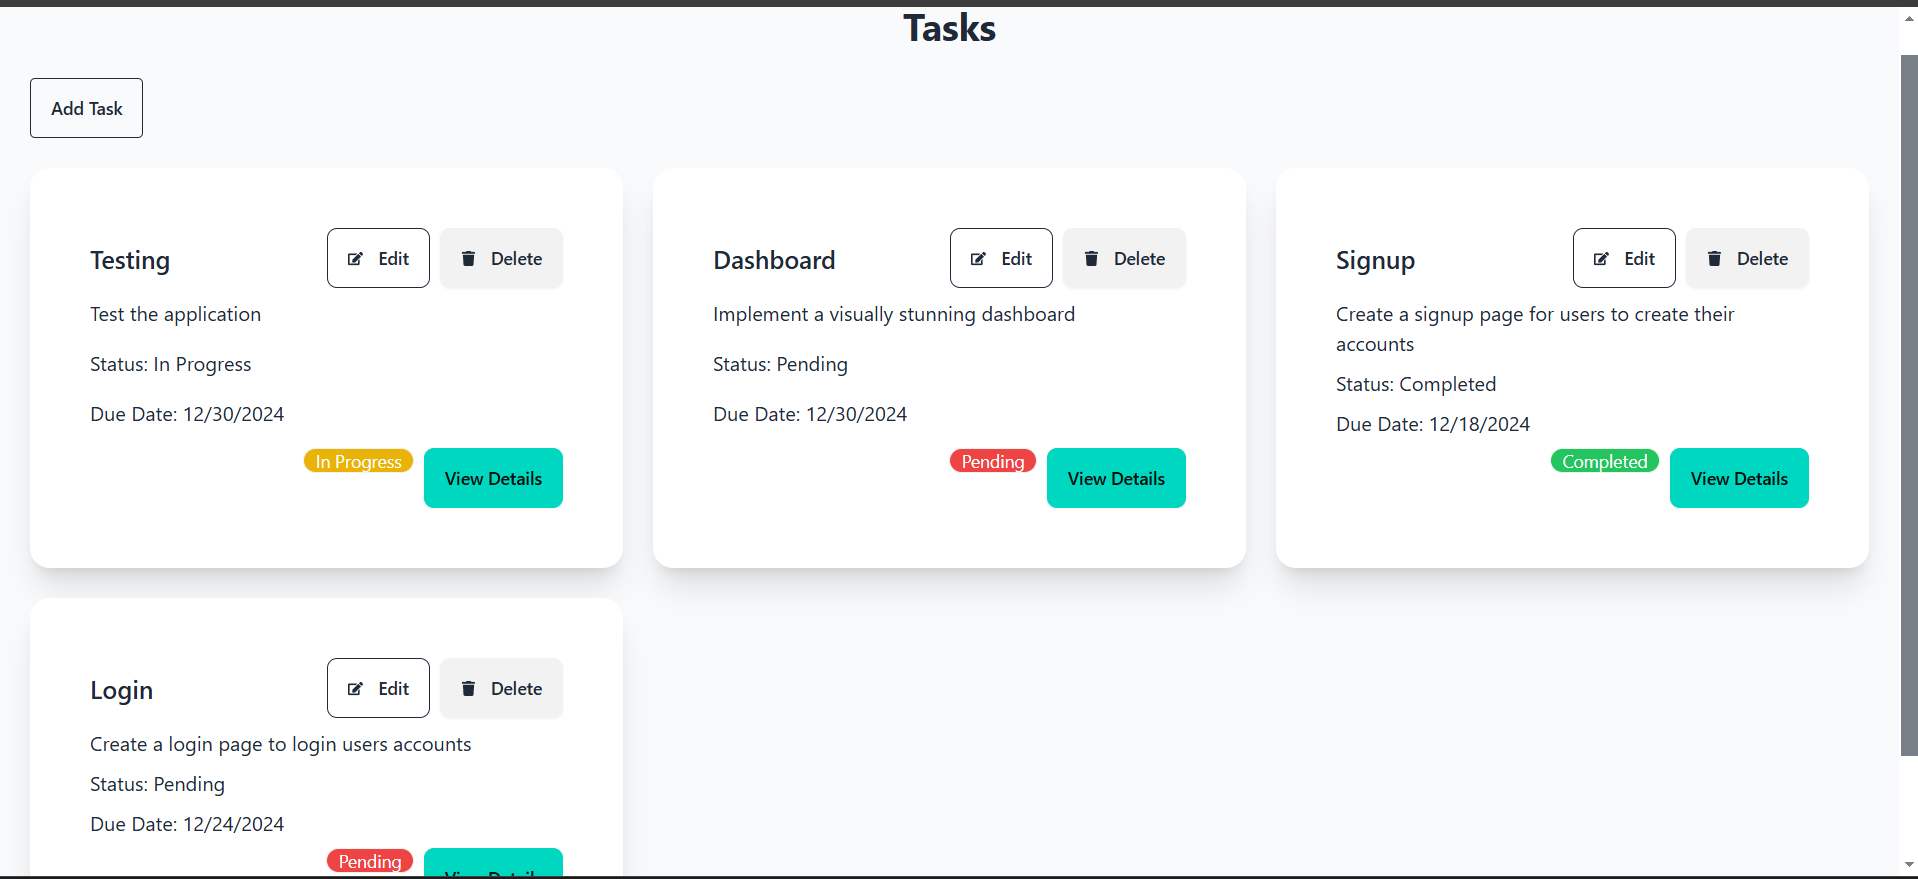 Tasks
Add Task
Testing
Edit
Delete
Test the application
Status: In Progress
Due Date: 12/30/2024
In Progress
View Details
Dashboard
Edit
Delete
Implement a visually stunning dashboard
Status: Pending
Due Date: 12/30/2024
Pending
View Details
Signup
Edit
Delete
Create a signup page for users to create their
accounts
Status: Completed
Due Date: 12/18/2024
Completed
View Details
Login
Edit
Delete
Create a login page to login users accounts
Status: Pending
Due Date: 12/24/2024
Pending
View Details